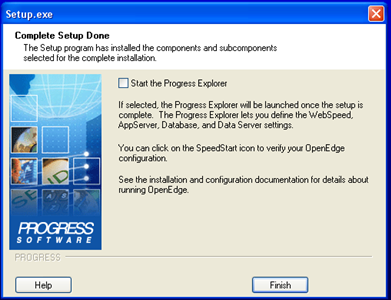 Setup.exe
Complete Setup Done
The Setup program has installed the components and subcomponents
selected for the complete installation.
Start the Progress Explorer
If selected, the Progress Explorer will be launched once the setup is
complete. The Progress Explorer lets you define the WebSpeed,
AppServer, Database, and Data Server settings.
You can click on the SpeedStart icon to verify your OpenEdge
configuration.
See the installation and configuration documentation for details about
running OpenEdge.
PROGRESS
SOFTWARE
PROGRESS
Help
Finish